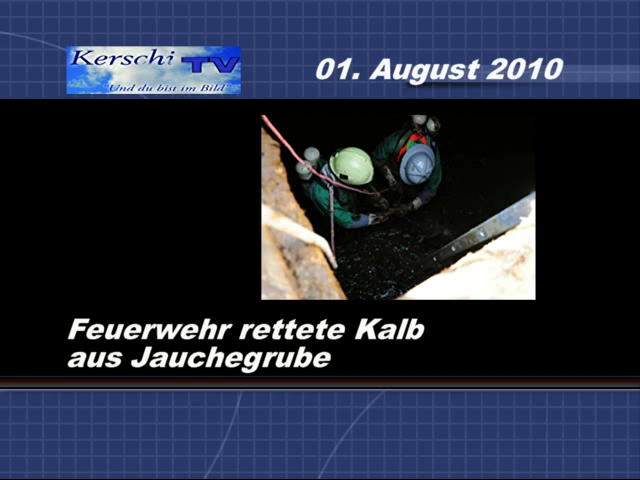 Kerschi TV
"Und du bist im Bild"
01. August 2010
Feuerwehr rettete Kalb
aus Jauchegrube